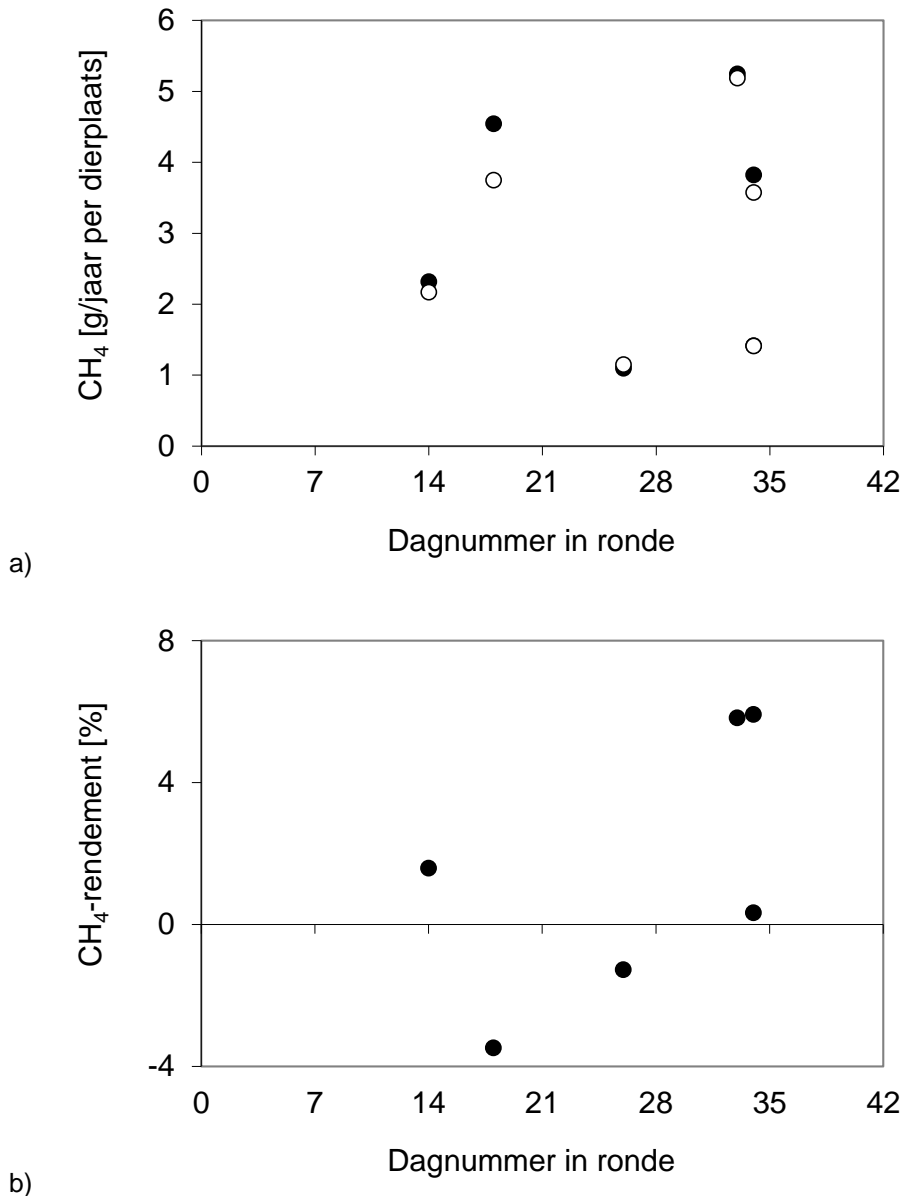 6
5
4
3
2
1
0
CH₄ [g/jaar per dierplaats]
0 7 14 21 28 35 42
Dagnummer in ronde
a)
8
4
0
-4
CH₄-rendement [%]
0 7 14 21 28 35 42
Dagnummer in ronde
b)